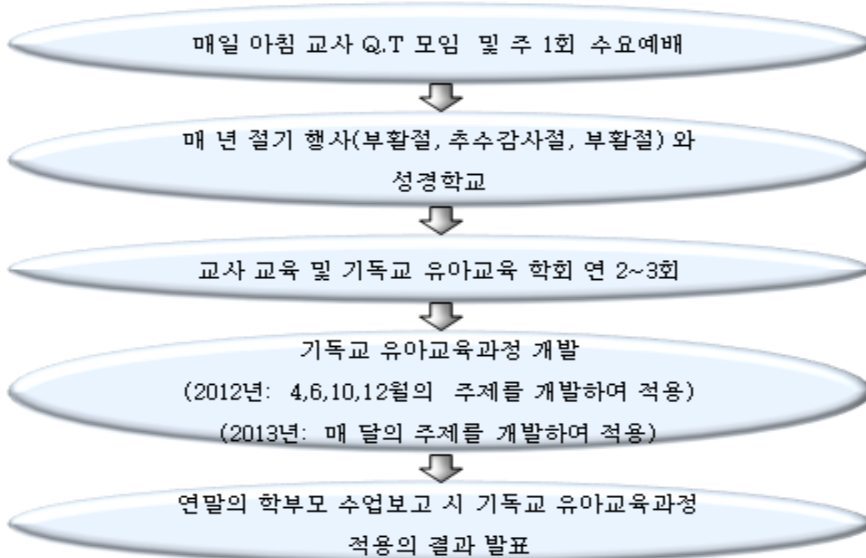 매일 아침 교사 Q.T 모임 및 주 1회 수요예배
매 년 절기 행사(부활절, 추수감사절, 부활절) 와
성경학교
교사 교육 및 기독교 유아교육 학회 연 2~3회
기독교 유아교육과정 개발
(2012년: 4,6,10,12월의 주제를 개발하여 적용)
(2013년: 매 달의 주제를 개발하여 적용)
연말의 학부모 수업보고 시 기독교 유아교육과정
적용의 결과 발표